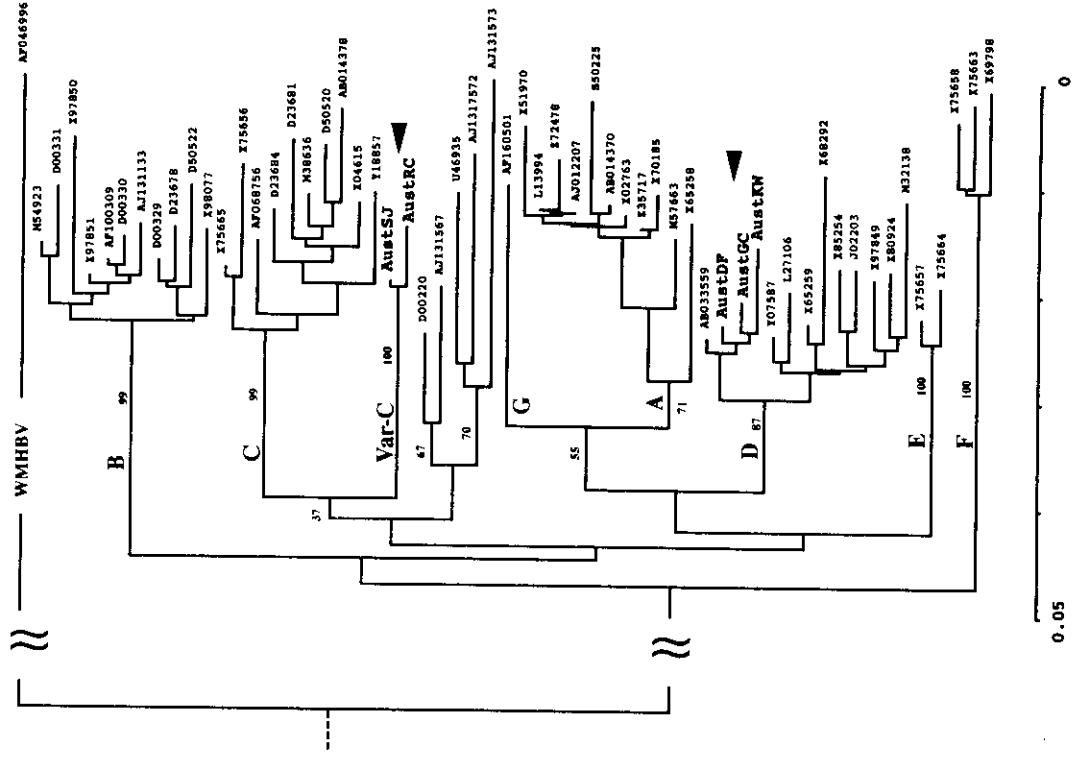 AF046996
WMHBV
M54923
D00331
X97850
X97851
AF100309
D00330
AJ131133
D00329
D23678
D50522
X98077
B
99
X75665
X75656
AF068756
D23684
D23681
M38636
D50520
AB014378
X04615
Y18857
C
99
AustSJ
AustRC
Var-C
100
37
D00220
AJ131567
67
U46935
AJ1317572
AJ131573
70
AF160501
G
X51970
L13994
Z72478
AJ012207
S50225
AB014370
X02763
X70185
M57663
X65258
A
71
55
AB033559
AustDF
AustGC
AustKW
L27106
X65259
X68292
X85254
J02203
X97849
X80924
M32138
D
87
X75657
X75664
E
100
X75658
X75663
X69798
F
100
0.05
0